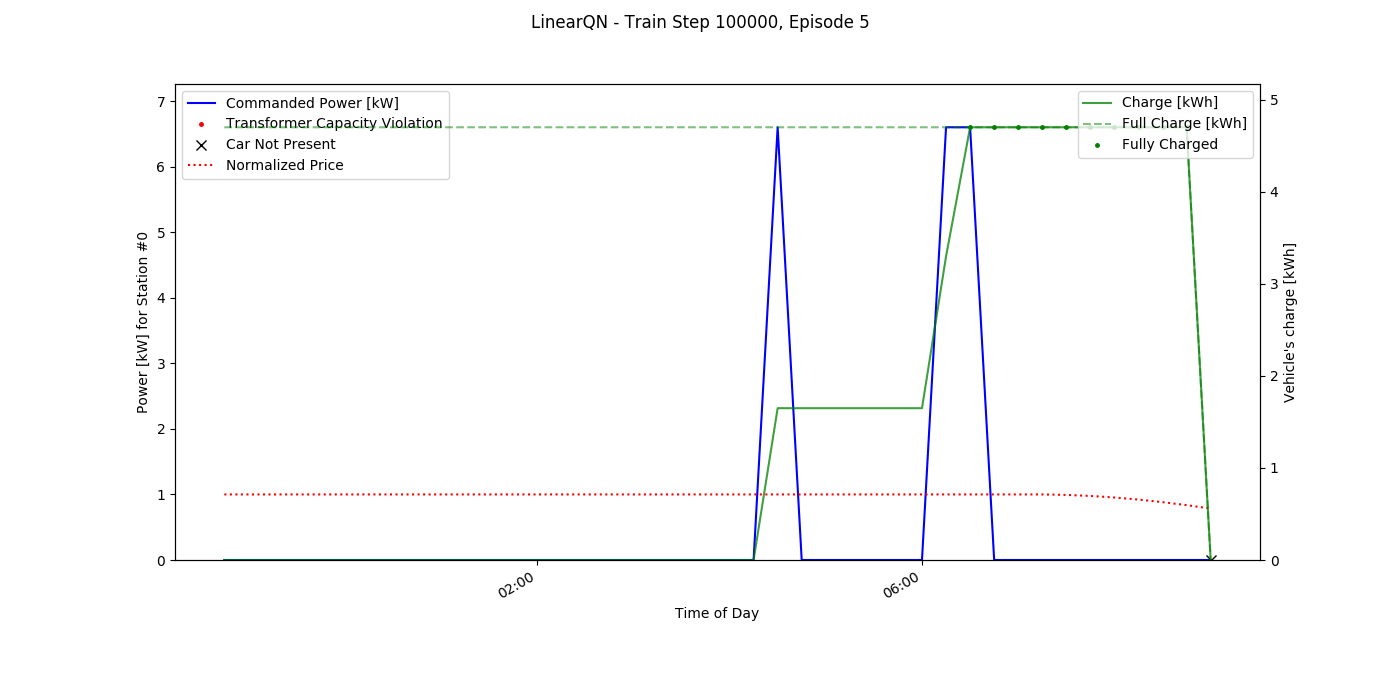 LinearQN - Train Step 100000, Episode 5
Commanded Power [kW]
Transformer Capacity Violation
Car Not Present
Normalized Price
Charge [kWh]
Full Charge [kWh]
Fully Charged
Power [kW] for Station #0
7
6
5
4
3
2
1
0
Vehicle's charge [kWh]
5
4
3
2
1
0
02:00
06:00
Time of Day